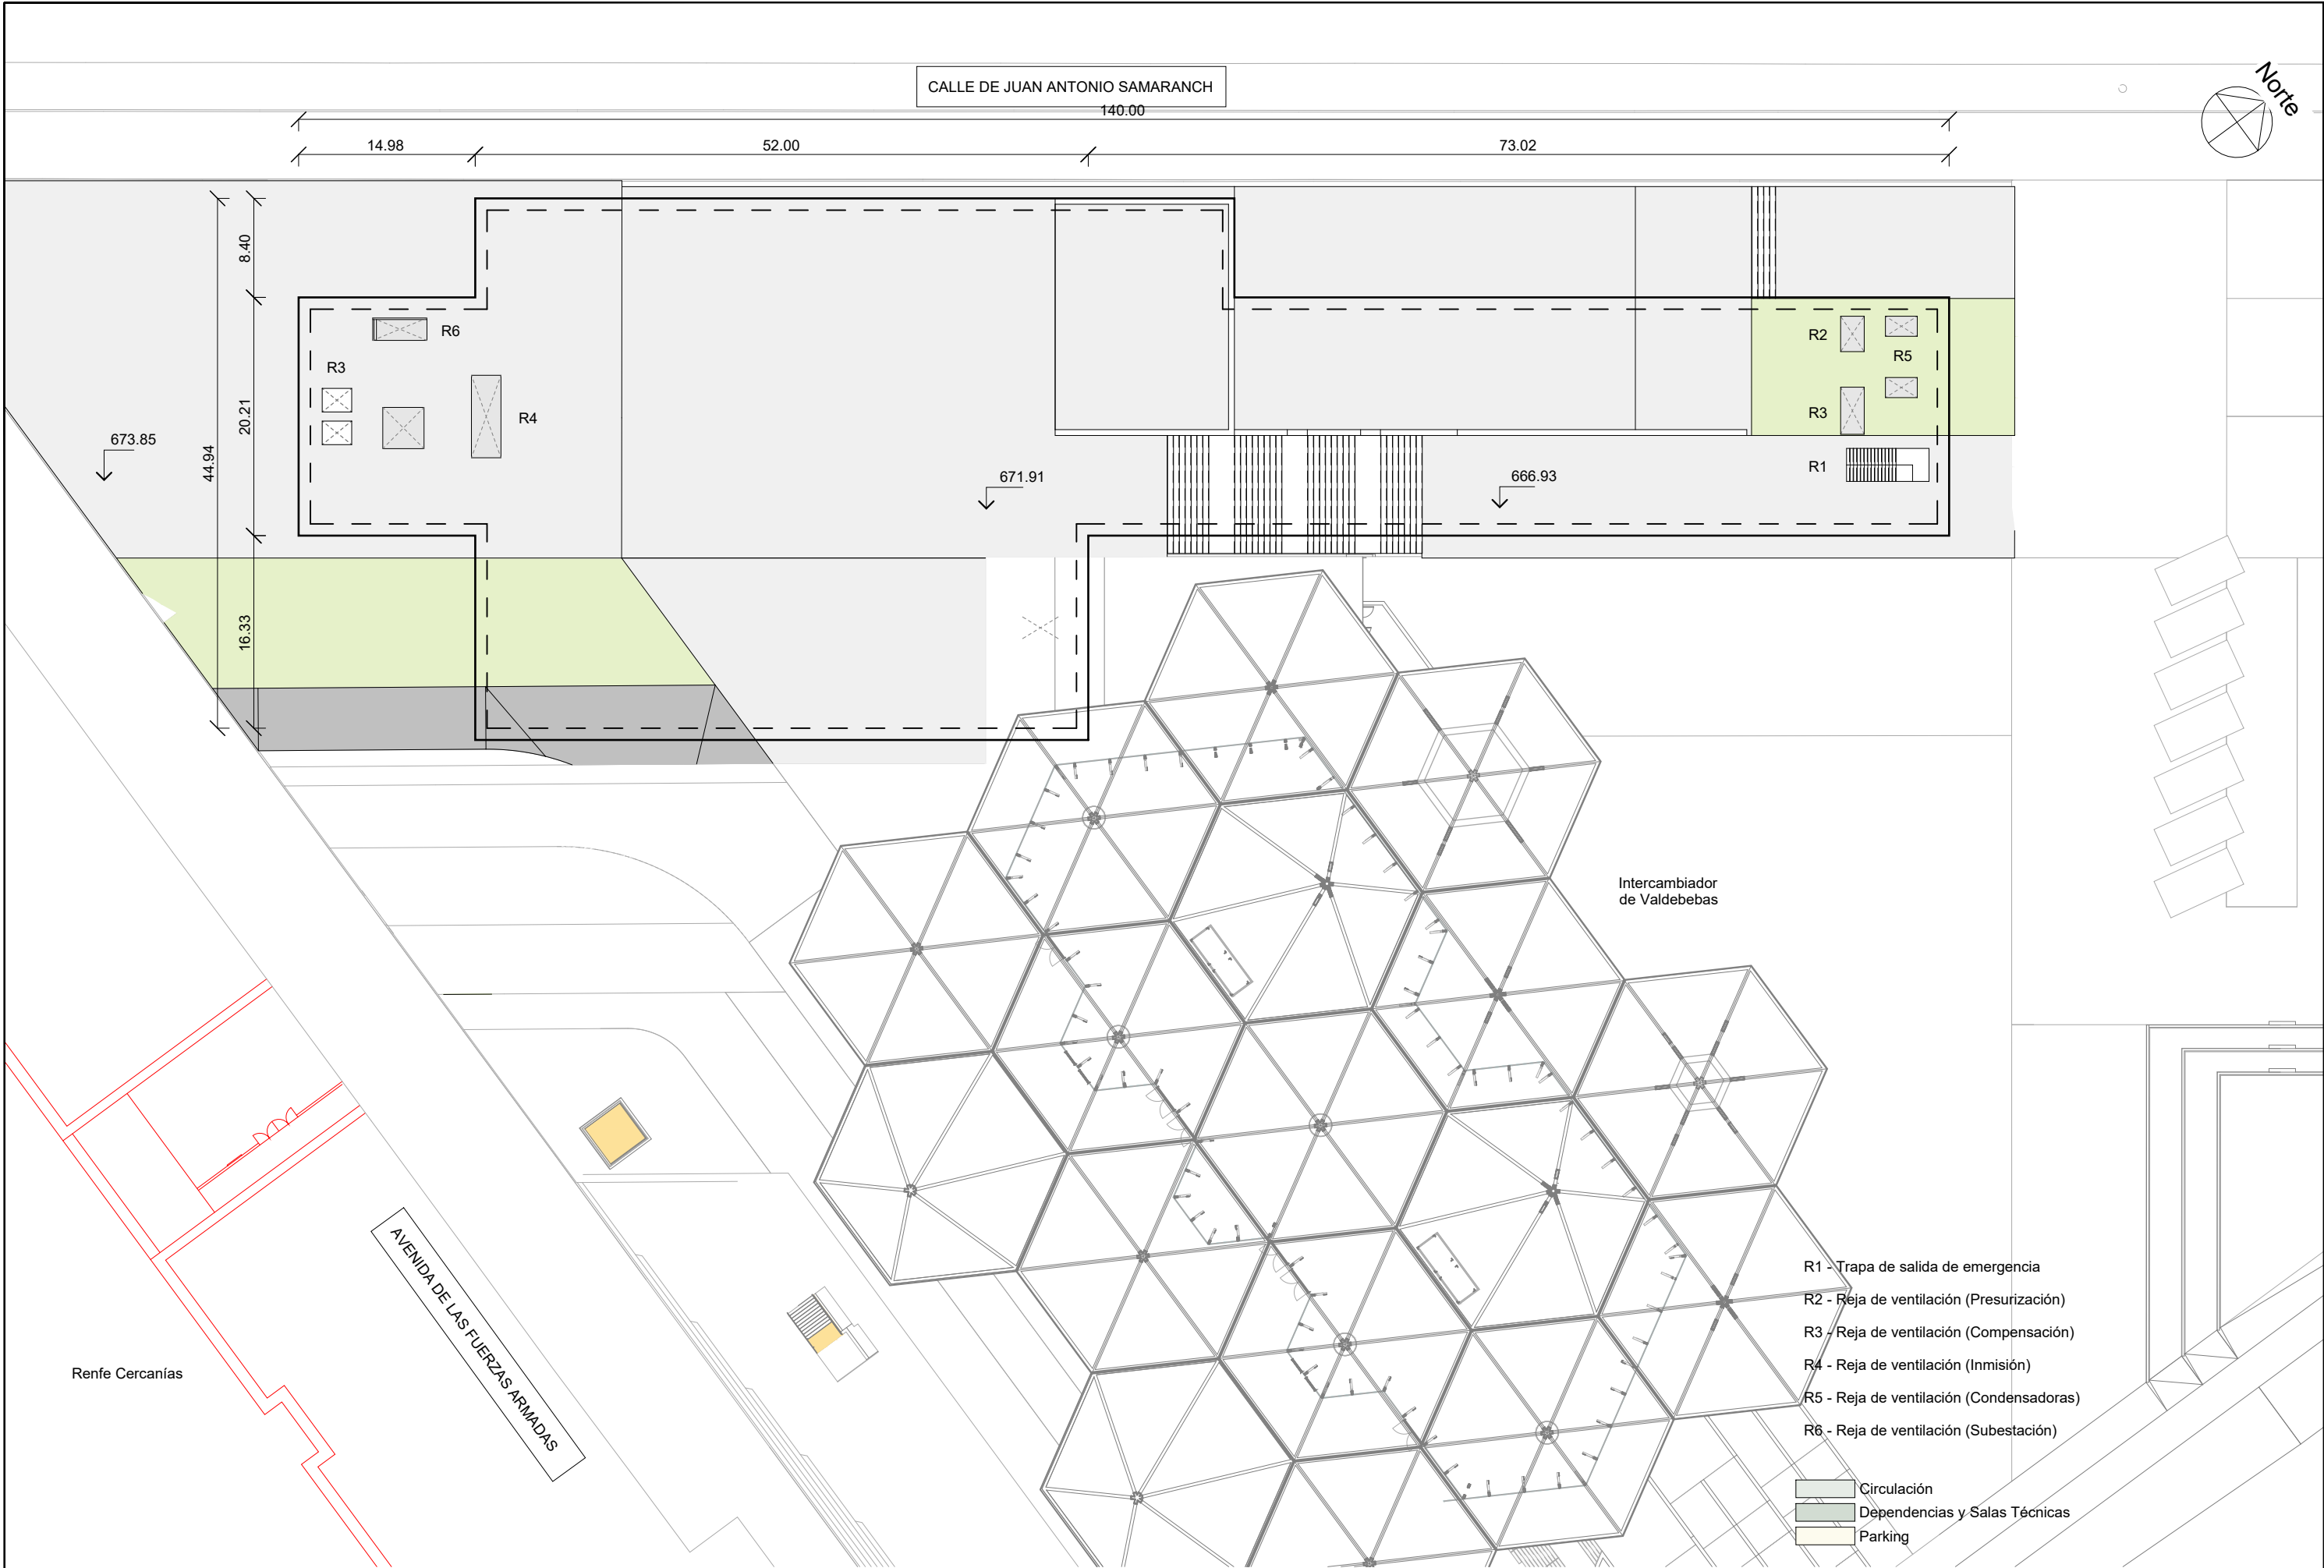 CALLE DE JUAN ANTONIO SAMARANCH
Norte
140.00
14.98
52.00
73.02
8.40
20.21
44.94
16.33
R6
R3
R4
R2
R5
R3
R1
673.85
671.91
666.93
Intercambiador
de Valdebebas
AVENIDA DE LAS FUERZAS ARMADAS
Renfe Cercanías
R1 - Trapa de salida de emergencia
R2 - Reja de ventilación (Presurización)
R3 - Reja de ventilación (Compensación)
R4 - Reja de ventilación (Inmisión)
R5 - Reja de ventilación (Condensadoras)
R6 - Reja de ventilación (Subestación)
Circulación
Dependencias y Salas Técnicas
Parking